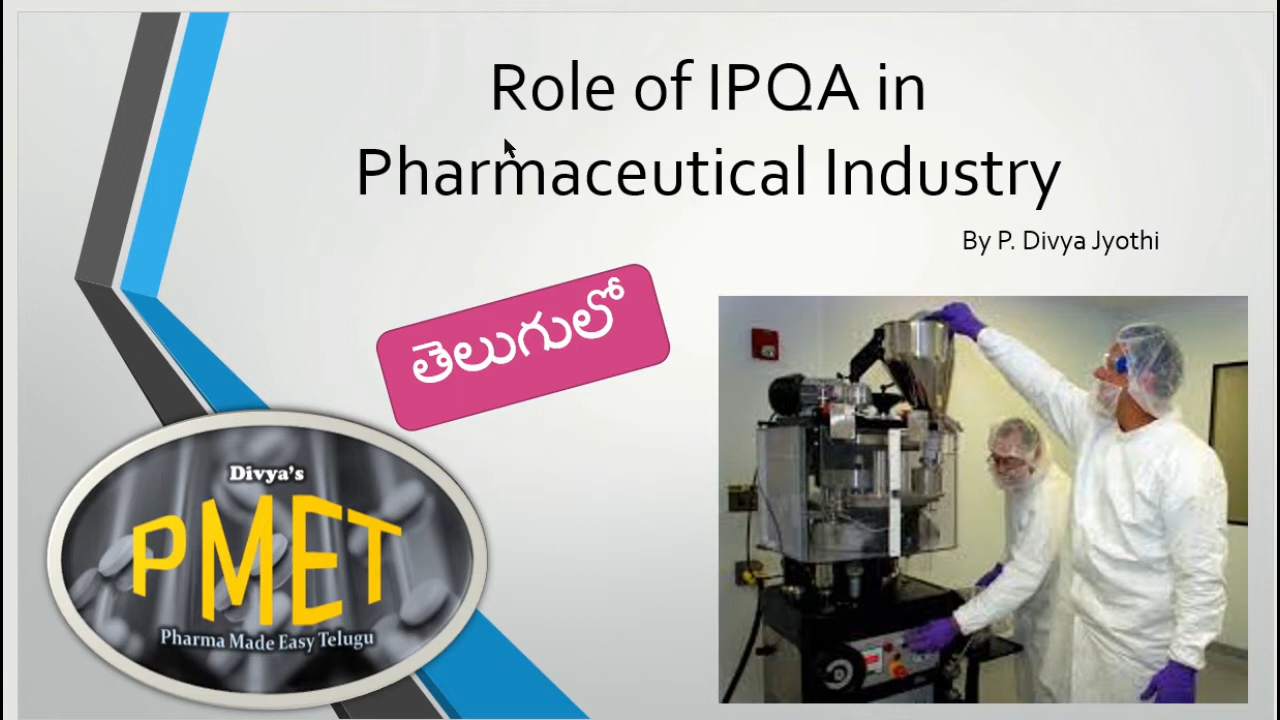 Role of IPQA in
Pharmaceutical Industry
By P. Divya Jyothi
తెలుగులో
Divya's
PMET
Pharma Made Easy Telugu